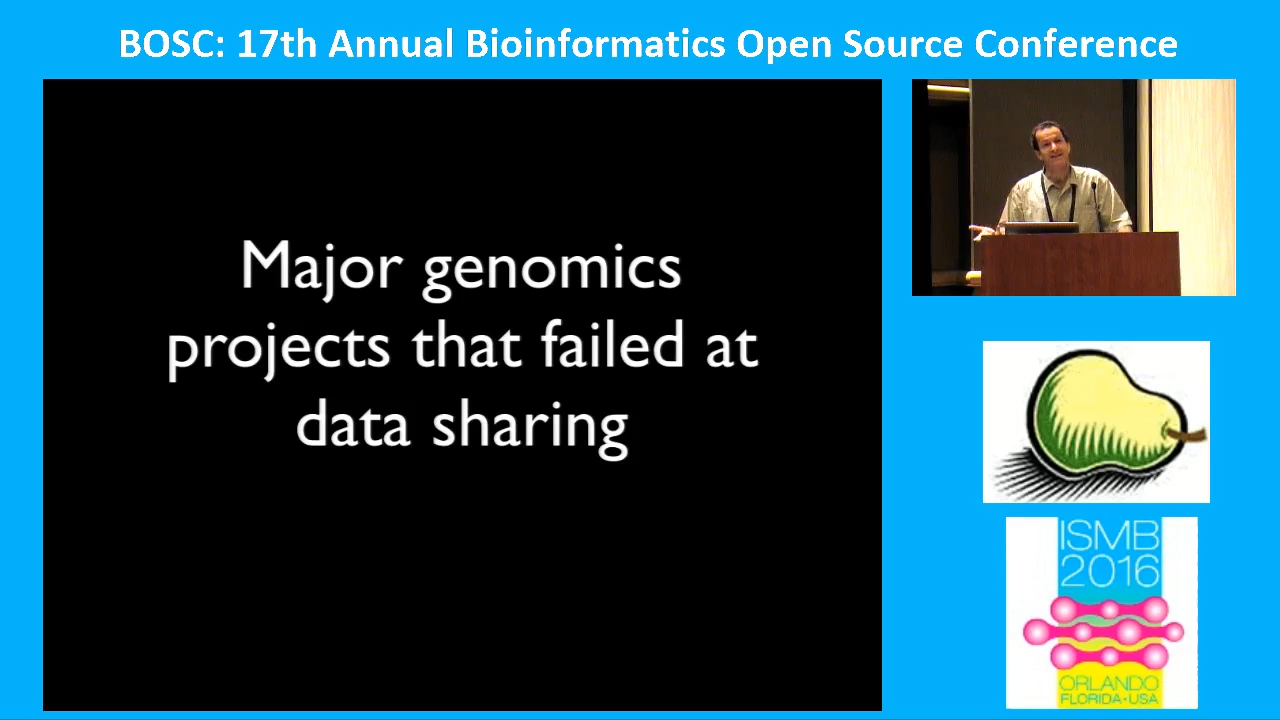 BOSC: 17th Annual Bioinformatics Open Source Conference
Major genomics
projects that failed at
data sharing
ISMB
2016
ORLANDO
FLORIDA•USA